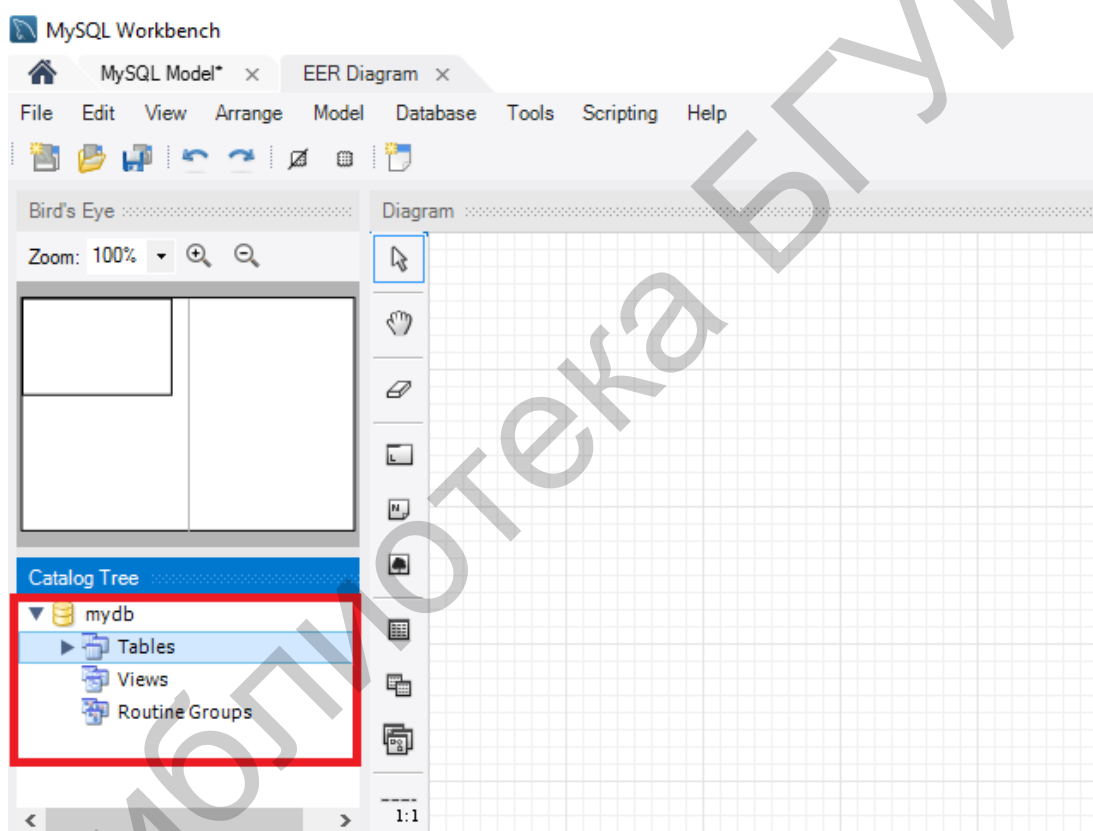 MySQL Workbench
MySQL Model* × EER Diagram ×
File Edit View Arrange Model Database Tools Scripting Help
Bird's Eye
Diagram
Zoom: 100%
Catalog Tree
mydb
Tables
Views
Routine Groups
1:1
Библиотека БГУИ